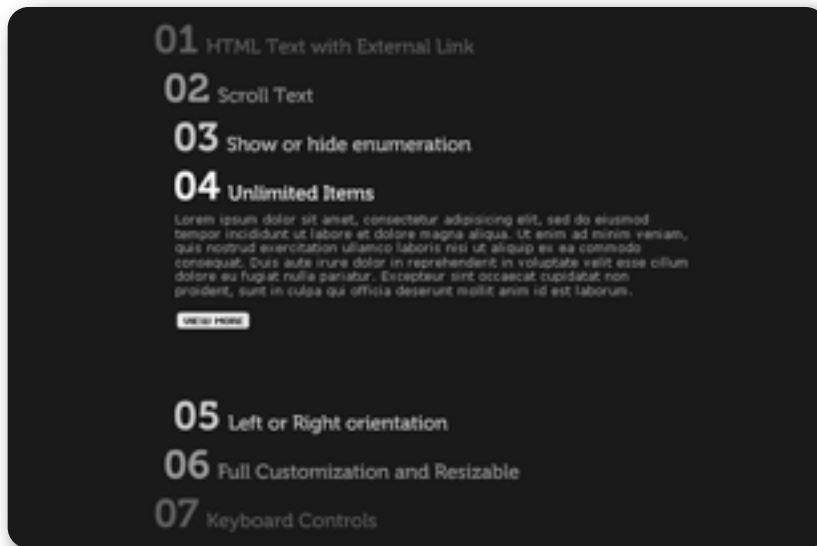 01 HTML Text with External Link
02 Scroll Text
03 Show or hide enumeration
04 Unlimited Items
Lorem ipsum dolor sit amet, consectetur adipisicing elit, sed do eiusmod
tempor incididunt ut labore et dolore magna aliqua. Ut enim ad minim veniam,
quis nostrud exercitation ullamco laboris nisi ut aliquip ex ea commodo
consequat. Duis aute irure dolor in reprehenderit in voluptate velit esse cillum
dolore eu fugiat nulla pariatur. Excepteur sint occaecat cupidatat non
proident, sunt in culpa qui officia deserunt mollit anim id est laborum.
VIEW MORE
05 Left or Right orientation
06 Full Customization and Resizable
07 Keyboard Controls